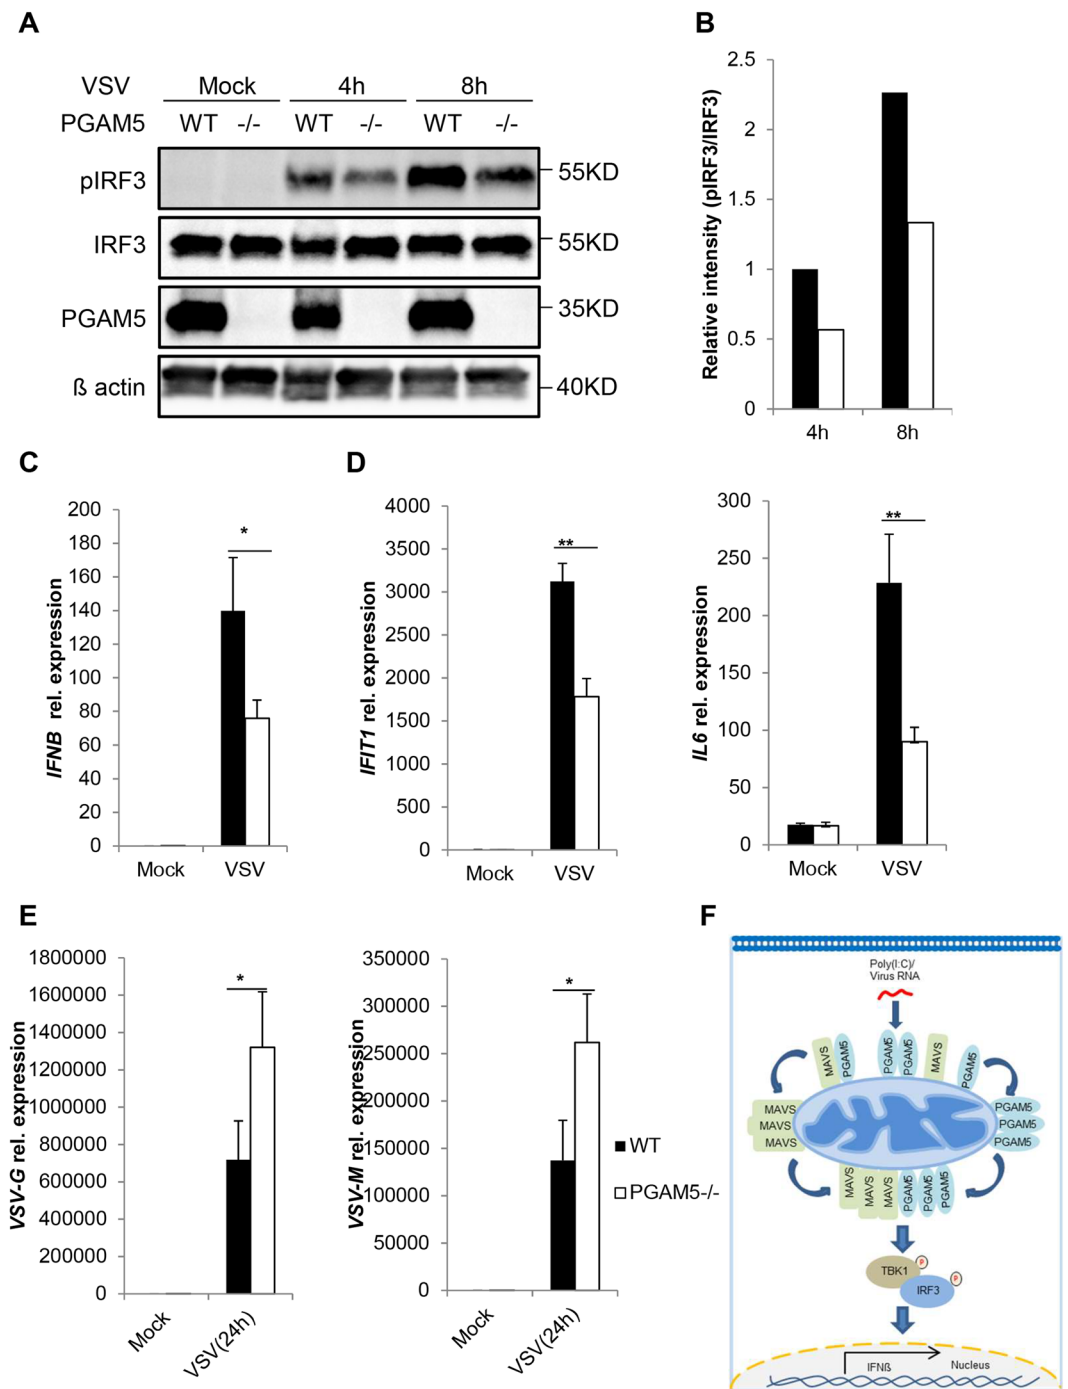 A
VSV Mock 4h 8h
PGAM5 WT -/- WT -/- WT -/-
pIRF3 55KD
IRF3 55KD
PGAM5 35KD
ß actin 40KD
B
Relative intensity (pIRF3/IRF3)
2.5
2
1.5
1
0.5
0
4h 8h
C
IFNB rel. expression
200
180
160
140
120
100
80
60
40
20
0
*
Mock VSV
D
IFIT1 rel. expression
4000
3500
3000
2500
2000
1500
1000
500
0
**
Mock VSV
IL6 rel. expression
300
250
200
150
100
50
0
**
Mock VSV
E
VSV-G rel. expression
1800000
1600000
1400000
1200000
1000000
800000
600000
400000
200000
0
*
Mock VSV(24h)
VSV-M rel. expression
350000
300000
250000
200000
150000
100000
50000
0
*
Mock VSV(24h)
WT
PGAM5-/-
F
Poly(I:C)/
Virus RNA
MAVS PGAM5 PGAM5 PGAM5 MAVS PGAM5
MAVS PGAM5
MAVS PGAM5
MAVS PGAM5
MAVS MAVS MAVS PGAM5 PGAM5 PGAM5
TBK1 P
IRF3 P
IFNß Nucleus